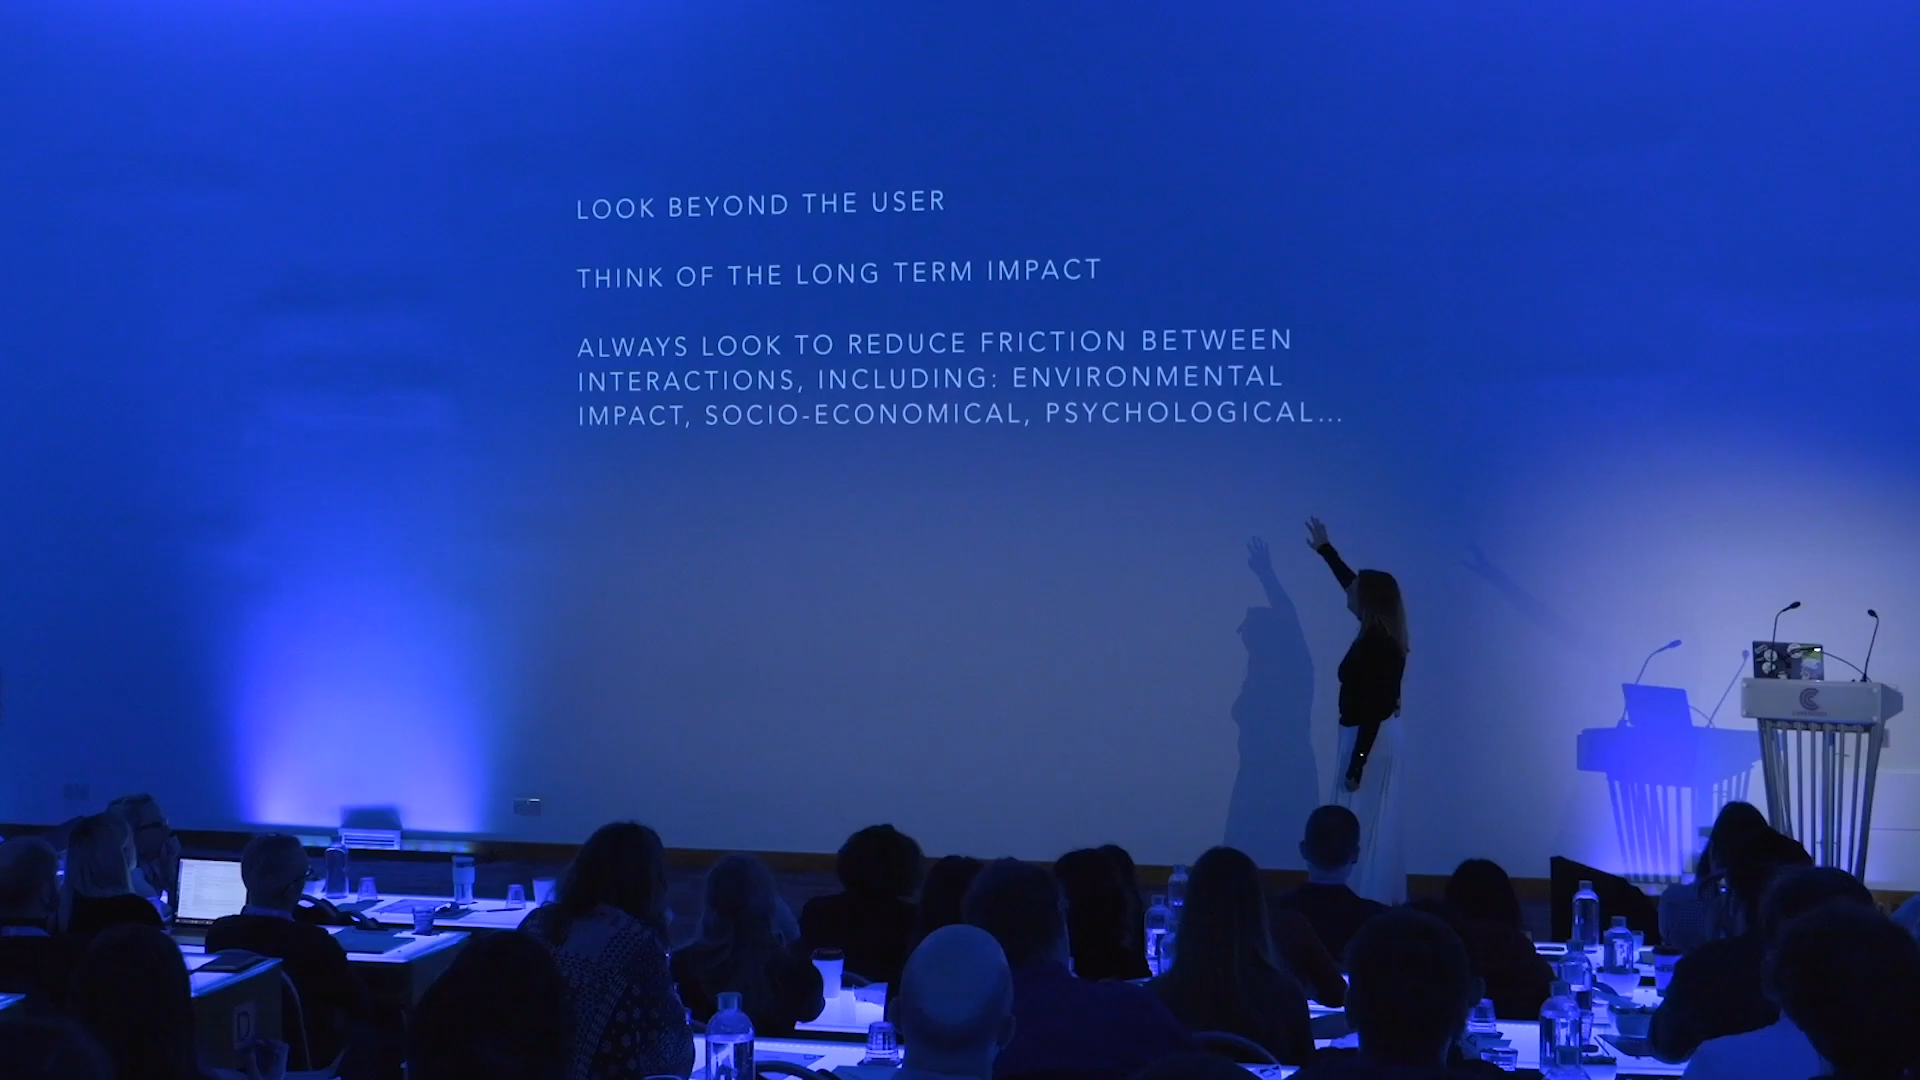 LOOK BEYOND THE USER
THINK OF THE LONG TERM IMPACT
ALWAYS LOOK TO REDUCE FRICTION BETWEEN
INTERACTIONS, INCLUDING: ENVIRONMENTAL
IMPACT, SOCIO-ECONOMICAL, PSYCHOLOGICAL...
D